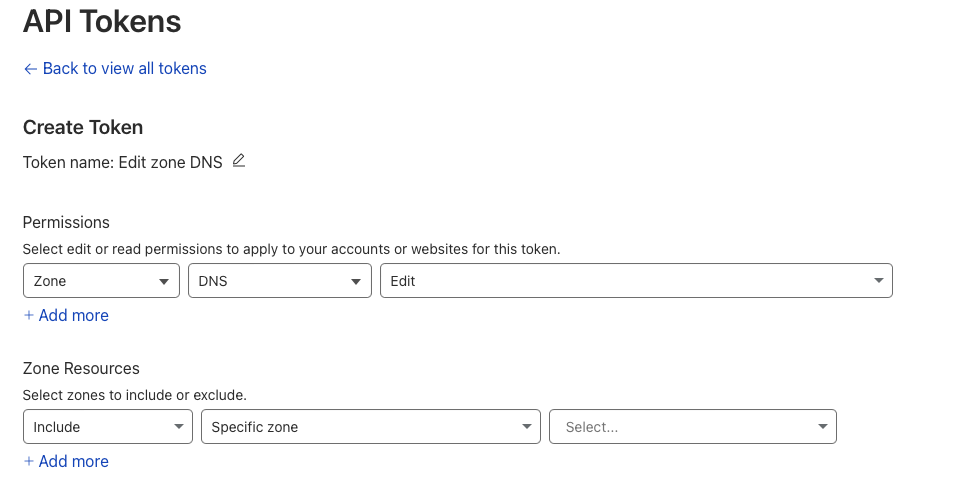 API Tokens
← Back to view all tokens
Create Token
Token name: Edit zone DNS
Permissions
Select edit or read permissions to apply to your accounts or websites for this token.
Zone DNS Edit
+ Add more
Zone Resources
Select zones to include or exclude.
Include Specific zone Select...
+ Add more